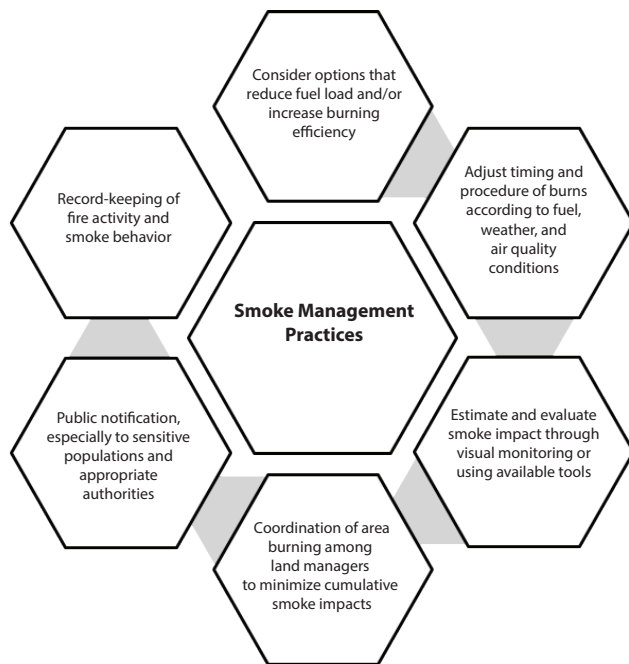 Consider options that
reduce fuel load and/or
increase burning
efficiency
Adjust timing and
procedure of burns
according to fuel,
weather, and
air quality
conditions
Estimate and evaluate
smoke impact through
visual monitoring or
using available tools
Coordination of area
burning among
land managers
to minimize cumulative
smoke impacts
Public notification,
especially to sensitive
populations and
appropriate
authorities
Record-keeping of
fire activity and
smoke behavior
Smoke Management
Practices